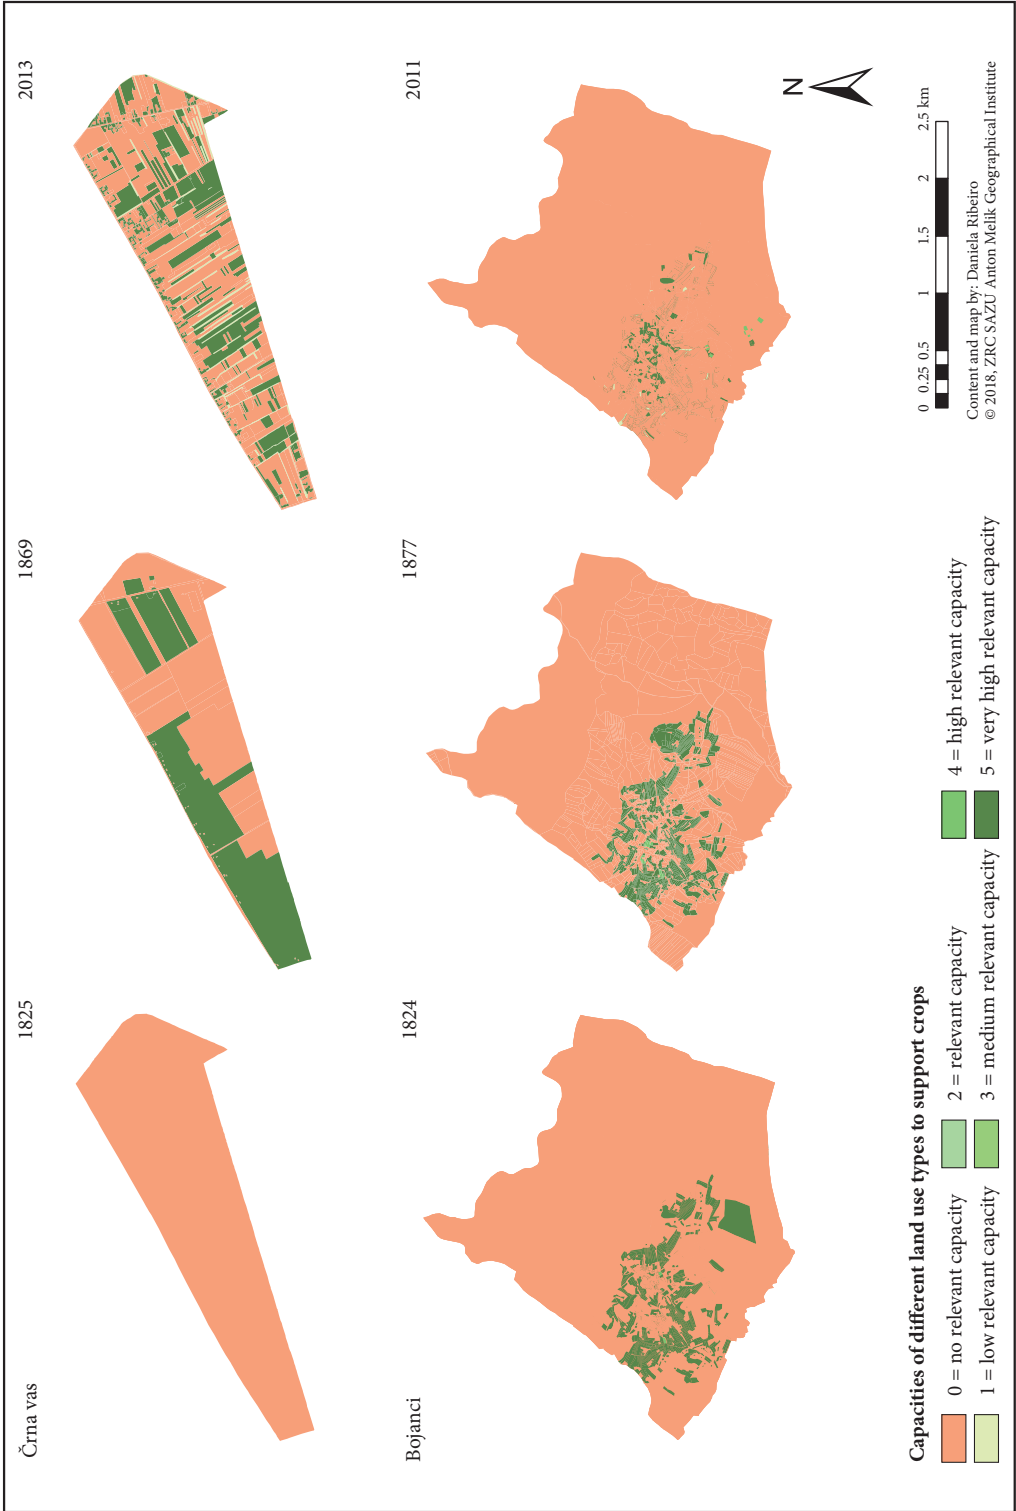 Črna vas
1825
1869
2013
Bojanci
1824
1877
2011
N
Capacities of different land use types to support crops
0 = no relevant capacity
2 = relevant capacity
4 = high relevant capacity
1 = low relevant capacity
3 = medium relevant capacity
5 = very high relevant capacity
0 0.25 0.5 1 1.5 2 2.5 km
Content and map by: Daniela Ribeiro
© 2018, ZRC SAZU Anton Melik Geographical Institute